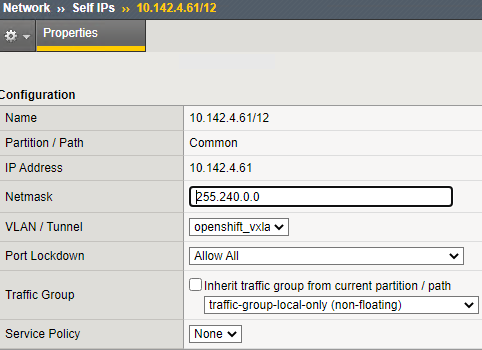 Network ›› Self IPs ›› 10.142.4.61/12
Properties
Configuration
Name 10.142.4.61/12
Partition / Path Common
IP Address 10.142.4.61
Netmask 255.240.0.0
VLAN / Tunnel openshift_vxla
Port Lockdown Allow All
Traffic Group Inherit traffic group from current partition / path
traffic-group-local-only (non-floating)
Service Policy None